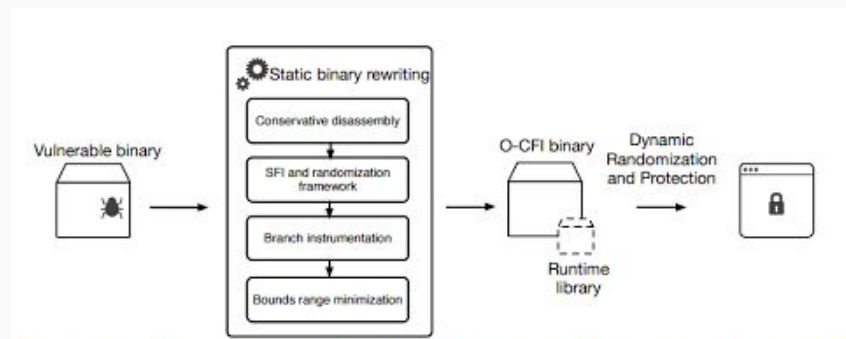 Static binary rewriting
Conservative disassembly
SFI and randomization
framework
Branch instrumentation
Bounds range minimization
Vulnerable binary
O-CFI binary
Runtime
library
Dynamic
Randomization
and Protection